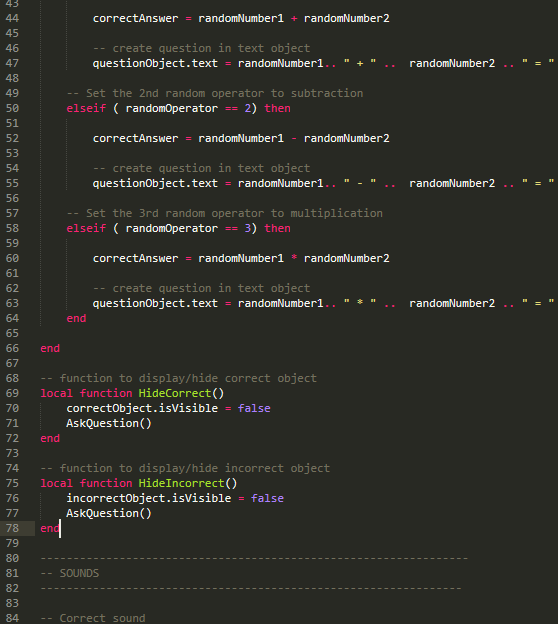 43
44 correctAnswer = randomNumber1 + randomNumber2
45
46 -- create question in text object
47 questionObject.text = randomNumber1.. " + " ..  randomNumber2 .. " = "
48
49 -- Set the 2nd random operator to subtraction
50 elseif ( randomOperator == 2) then
51
52 correctAnswer = randomNumber1 - randomNumber2
53
54 -- create question in text object
55 questionObject.text = randomNumber1.. " - " ..  randomNumber2 .. " = "
56
57 -- Set the 3rd random operator to multiplication
58 elseif ( randomOperator == 3) then
59
60 correctAnswer = randomNumber1 * randomNumber2
61
62 -- create question in text object
63 questionObject.text = randomNumber1.. " * " ..  randomNumber2 .. " = "
64 end
65
66 end
67
68 -- function to display/hide correct object
69 local function HideCorrect()
70 correctObject.isVisible = false
71 AskQuestion()
72 end
73
74 -- function to display/hide incorrect object
75 local function HideIncorrect()
76 incorrectObject.isVisible = false
77 AskQuestion()
78 end
79
80 -----------------------------------------------------------------
81 -- SOUNDS
82 ----------------------------------------------------------------
83
84 -- Correct sound